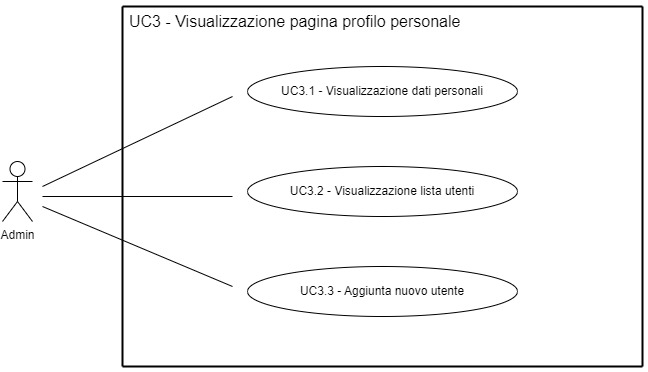 UC3 - Visualizzazione pagina profilo personale
UC3.1 - Visualizzazione dati personali
UC3.2 - Visualizzazione lista utenti
Admin
UC3.3 - Aggiunta nuovo utente